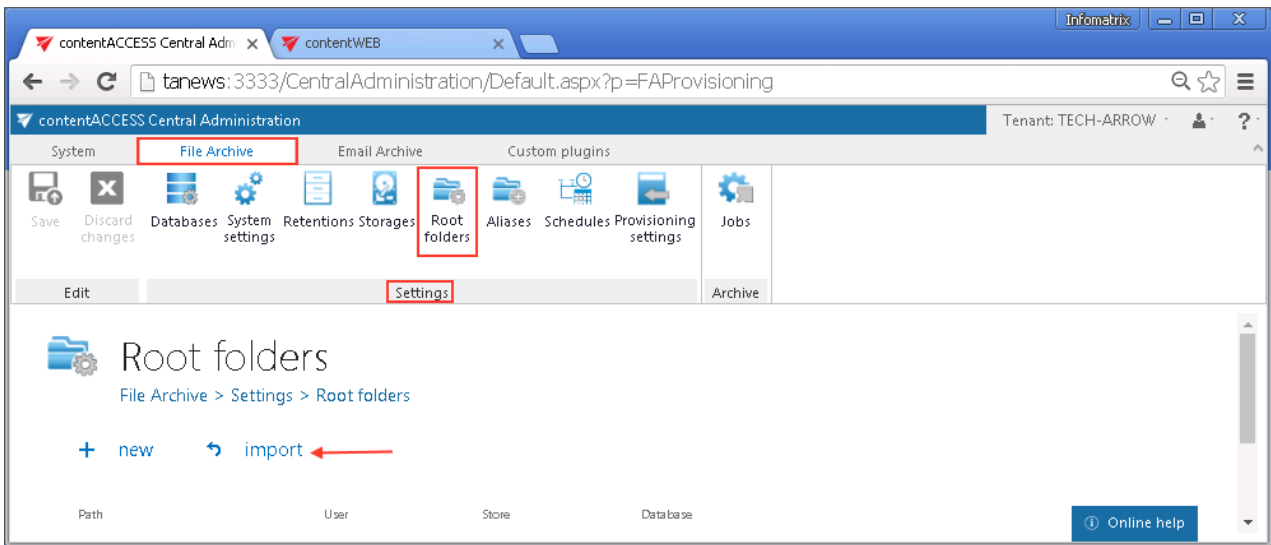 Infomatrix
contentACCESS Central Adm contentWEB
tanews:3333/CentralAdministration/Default.aspx?p=FAProvisioning
contentACCESS Central Administration Tenant: TECH-ARROW ?
System File Archive Email Archive Custom plugins
Save Discard changes Databases System settings Retentions Storages Root folders Aliases Schedules Provisioning settings Jobs
Edit Settings Archive
Root folders
File Archive > Settings > Root folders
+ new import
Path User Store Database
Online help